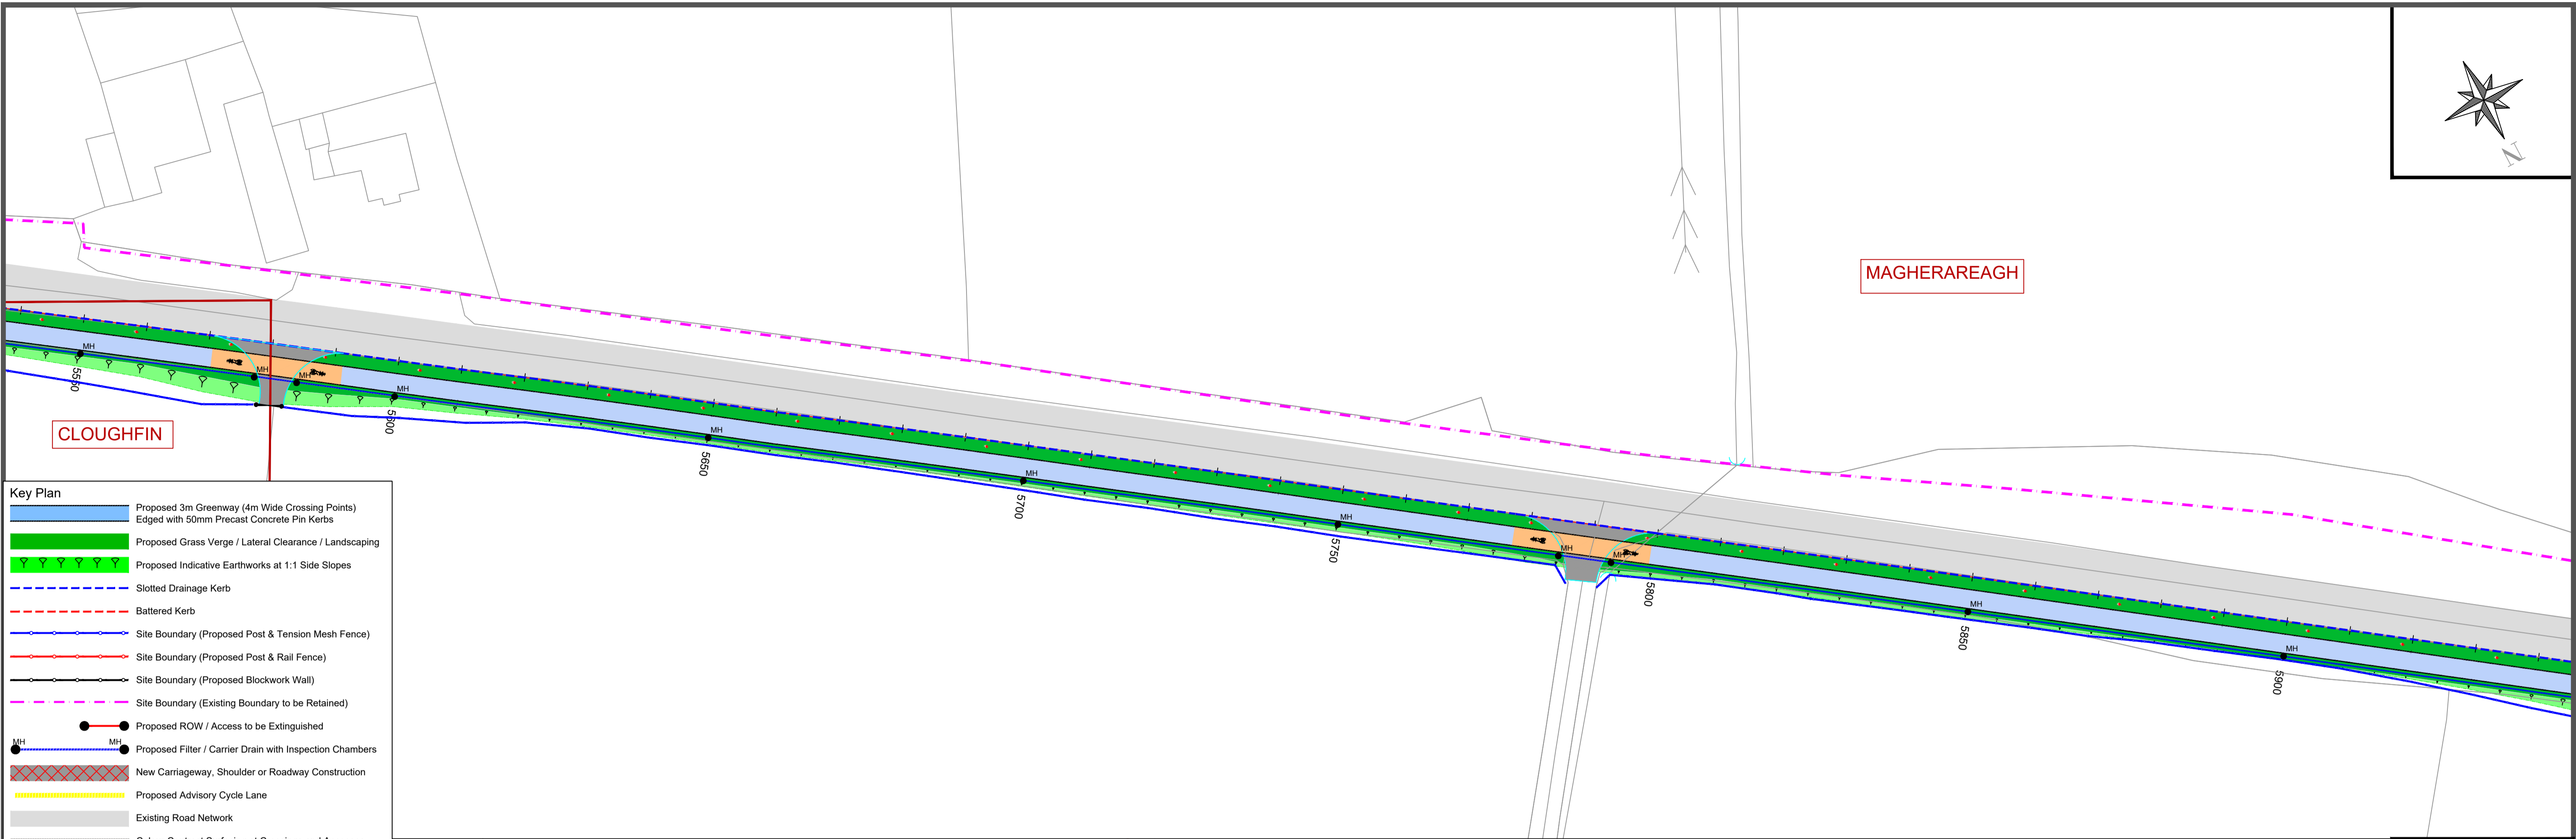 N
MAGHERAREAGH
MH
MH
MH
MH
MH
MH
MH
MH
MH
MH
MH
MH
5550
5600
5650
5700
5750
5800
5850
5900
CLOUGHFIN
Key Plan
Proposed 3m Greenway (4m Wide Crossing Points)
Edged with 50mm Precast Concrete Pin Kerbs
Proposed Grass Verge / Lateral Clearance / Landscaping
Proposed Indicative Earthworks at 1:1 Side Slopes
Slotted Drainage Kerb
Battered Kerb
Site Boundary (Proposed Post & Tension Mesh Fence)
Site Boundary (Proposed Post & Rail Fence)
Site Boundary (Proposed Blockwork Wall)
Site Boundary (Existing Boundary to be Retained)
Proposed ROW / Access to be Extinguished
Proposed Filter / Carrier Drain with Inspection Chambers
New Carriageway, Shoulder or Roadway Construction
Proposed Advisory Cycle Lane
Existing Road Network